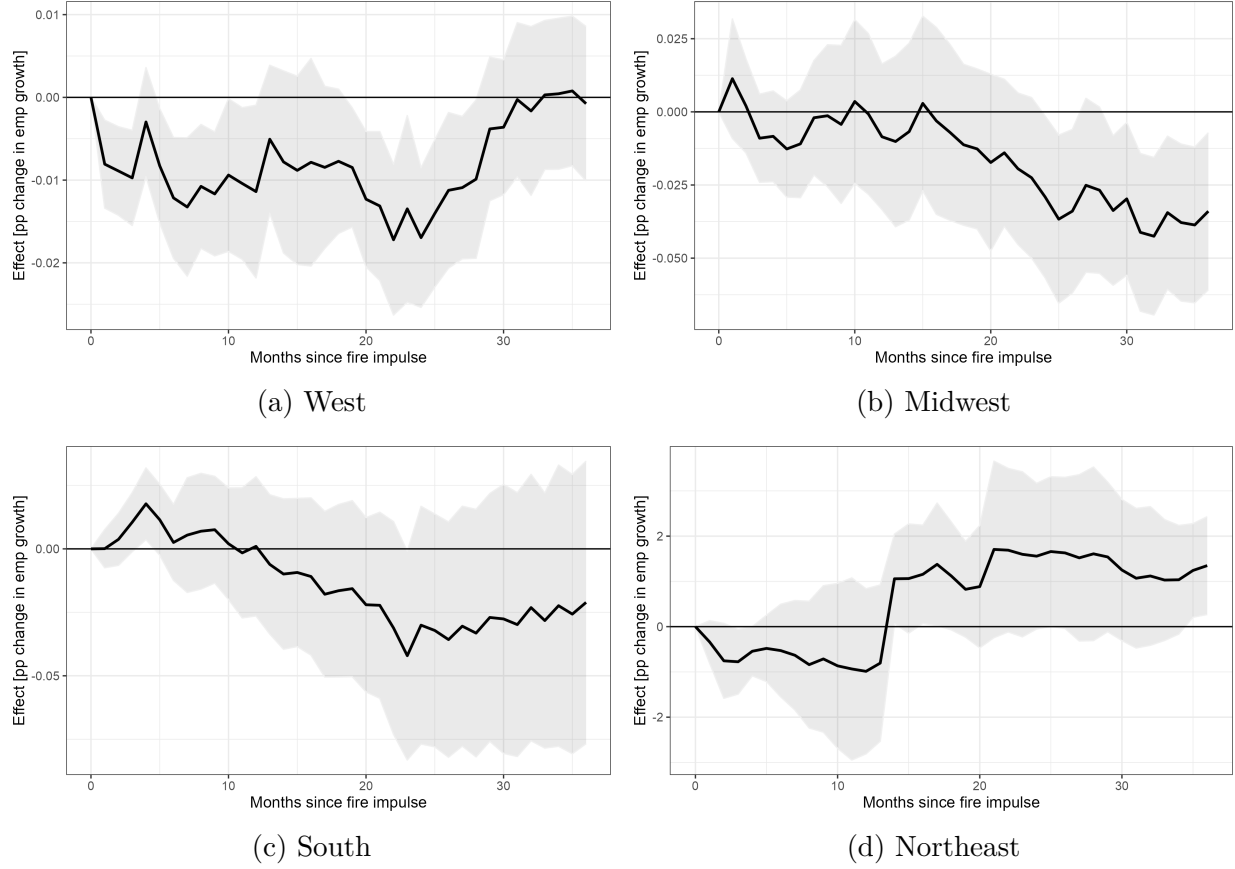 0.01
0.00
-0.01
-0.02
Effect [pp change in emp growth]
0 10 20 30
Months since fire impulse
(a) West
0.025
0.000
-0.025
-0.050
Effect [pp change in emp growth]
0 10 20 30
Months since fire impulse
(b) Midwest
0.00
-0.05
Effect [pp change in emp growth]
0 10 20 30
Months since fire impulse
(c) South
2
0
-2
Effect [pp change in emp growth]
0 10 20 30
Months since fire impulse
(d) Northeast